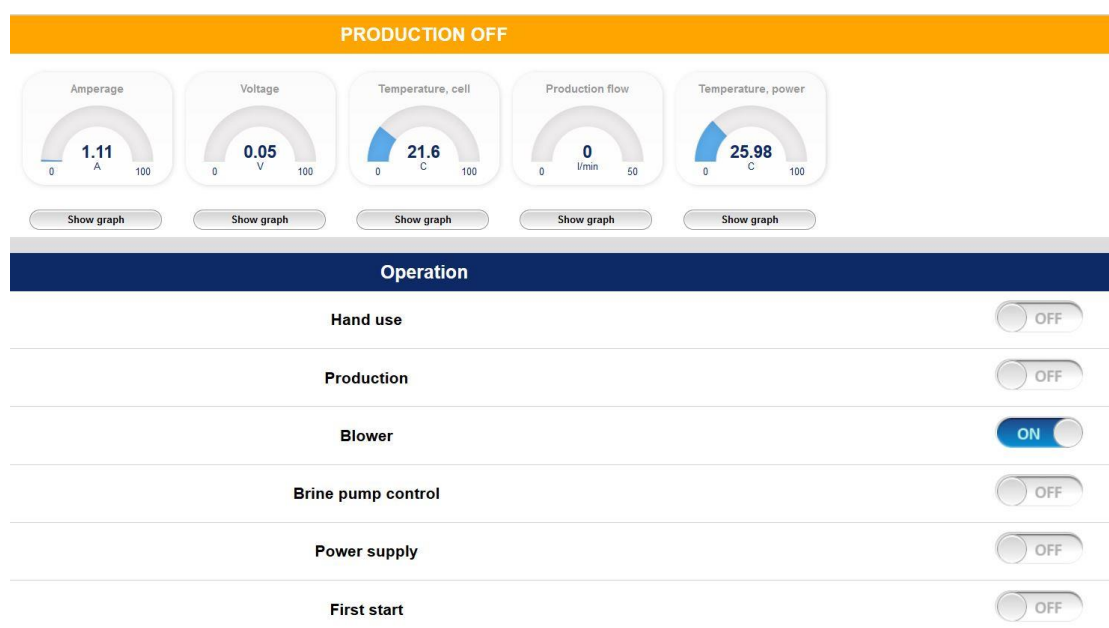 PRODUCTION OFF
Amperage Voltage Temperature, cell Production flow Temperature, power
1.11 0.05 21.6 0 25.98
A V C l/min C
0 100 0 100 0 100 0 50 0 100
Show graph Show graph Show graph Show graph Show graph
Operation
Hand use OFF
Production OFF
Blower ON
Brine pump control OFF
Power supply OFF
First start OFF